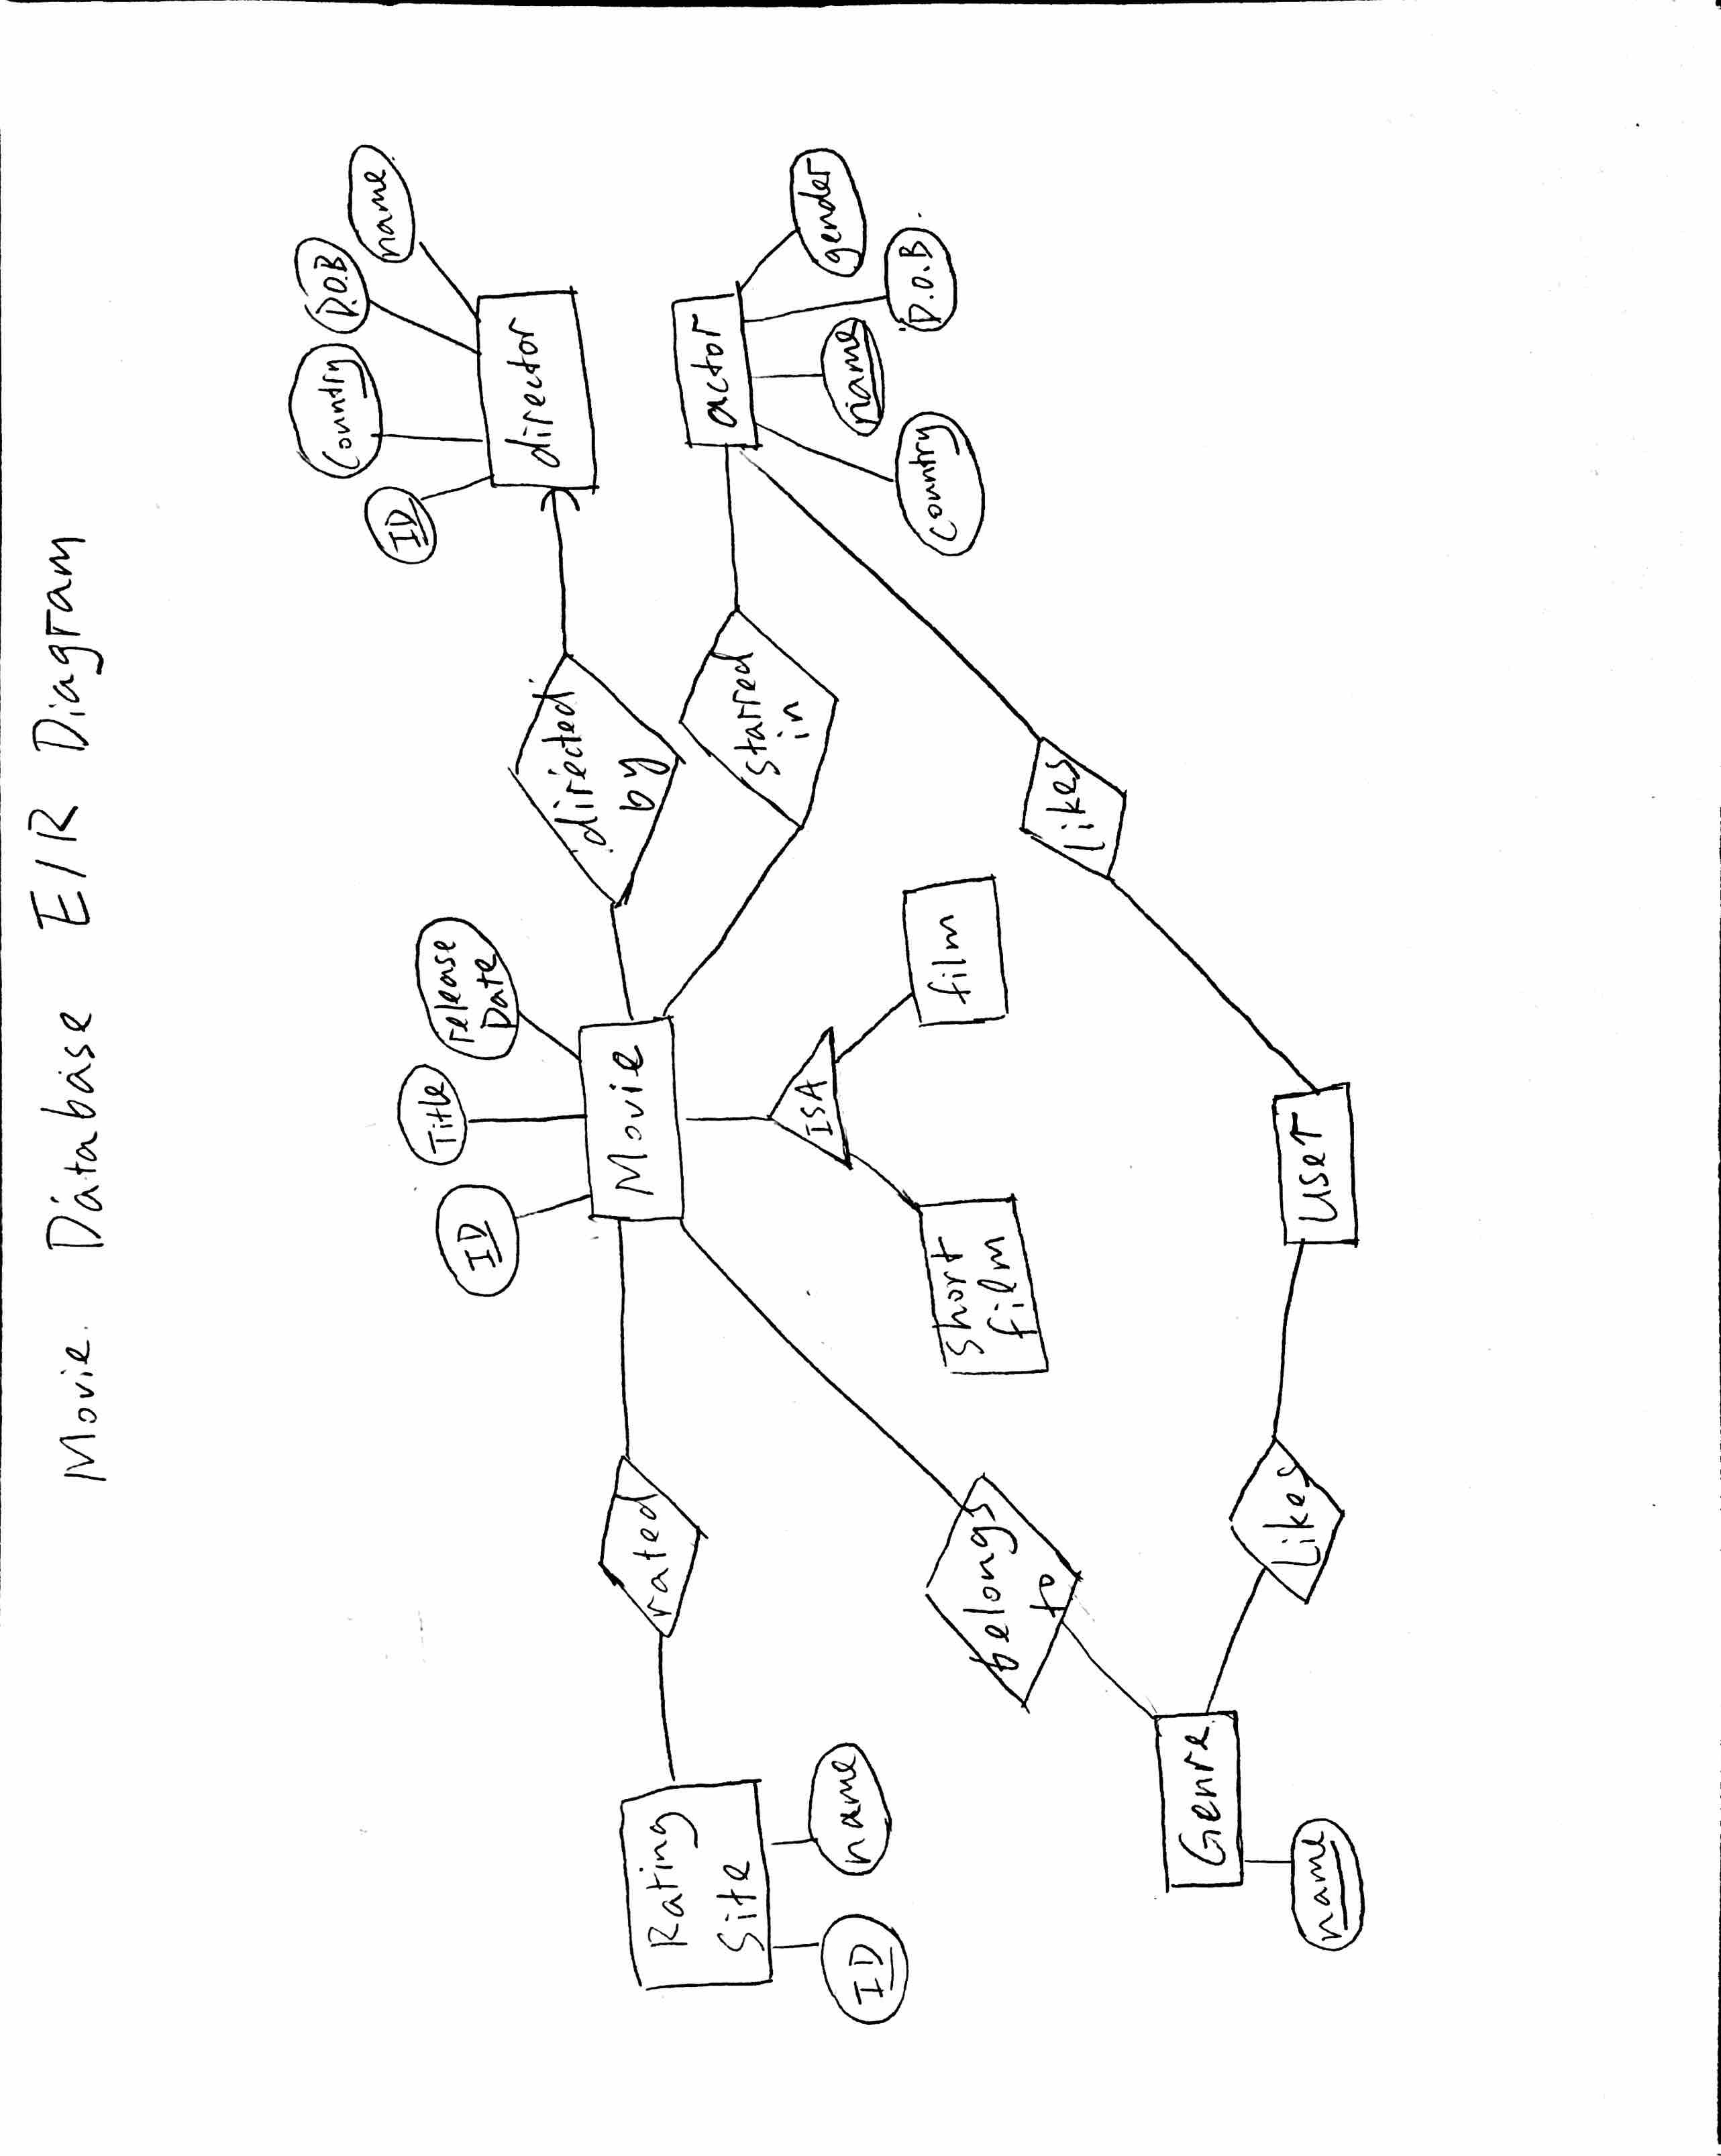 Movie Database E/R Diagram
D.O.B
Country
name
ID
Title
release
Date
ID
director
directed
by
Movie
rated
Rating
Site
starred
in
actor
gender
name
D.O.B
Country
ISA
name
ID
film
Short
film
belongs
to
likes
Genre
Likes
user
name